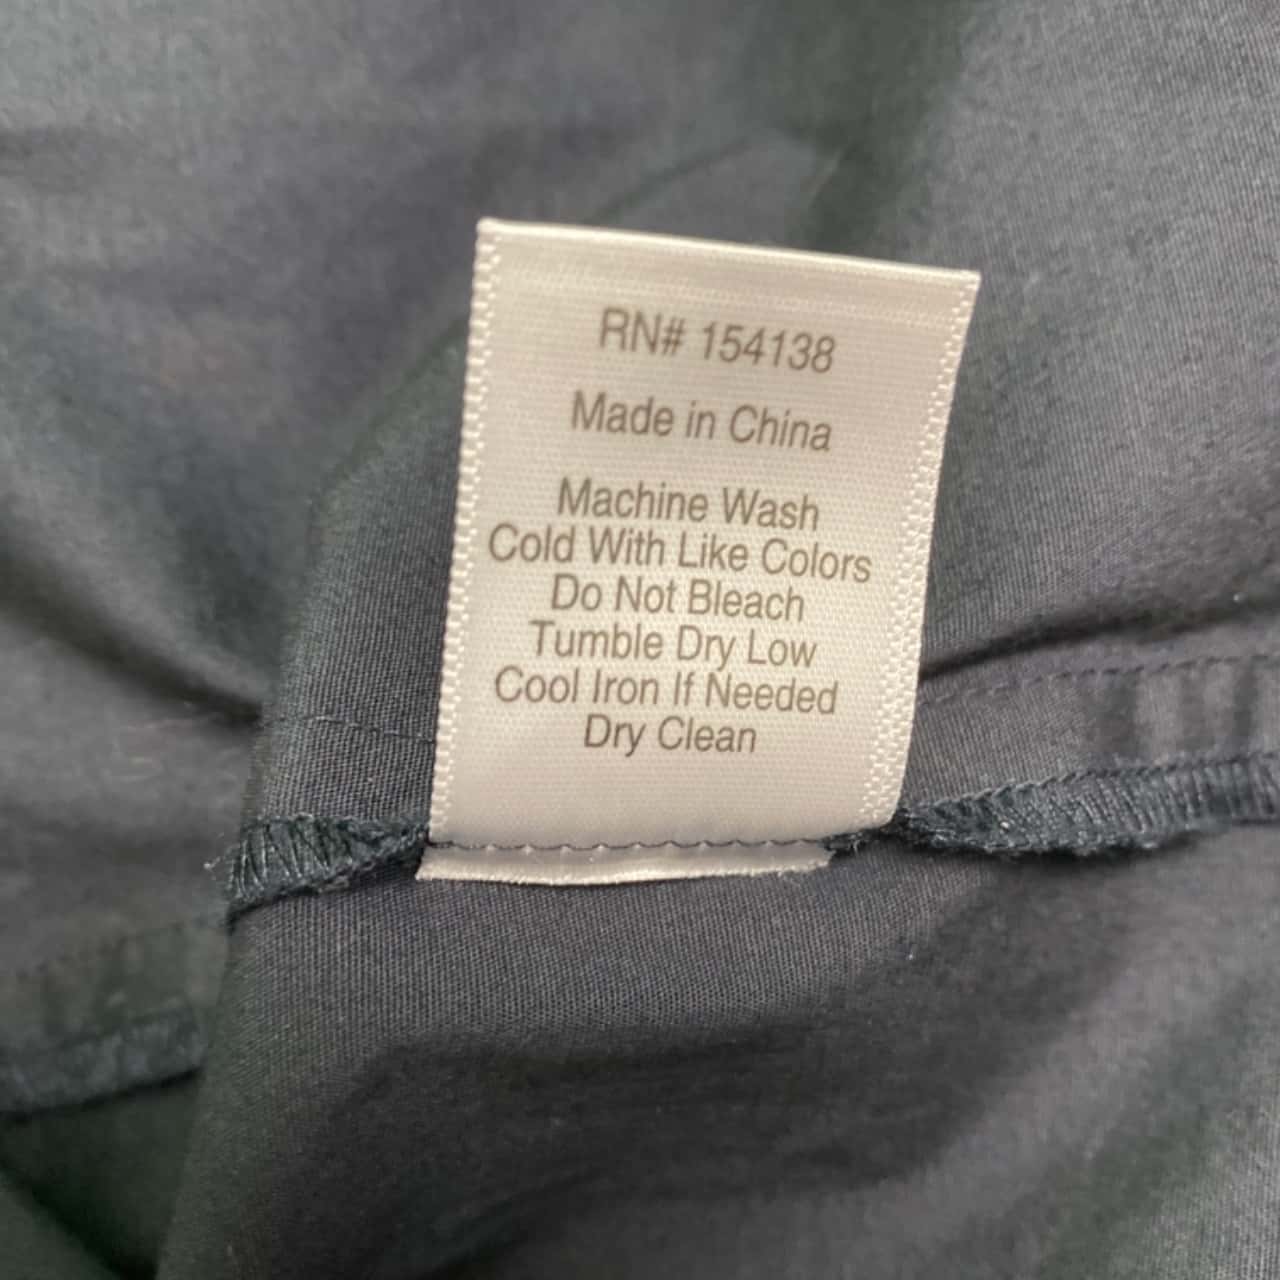 RN# 154138
Made in China
Machine Wash
Cold With Like Colors
Do Not Bleach
Tumble Dry Low
Cool Iron If Needed
Dry Clean